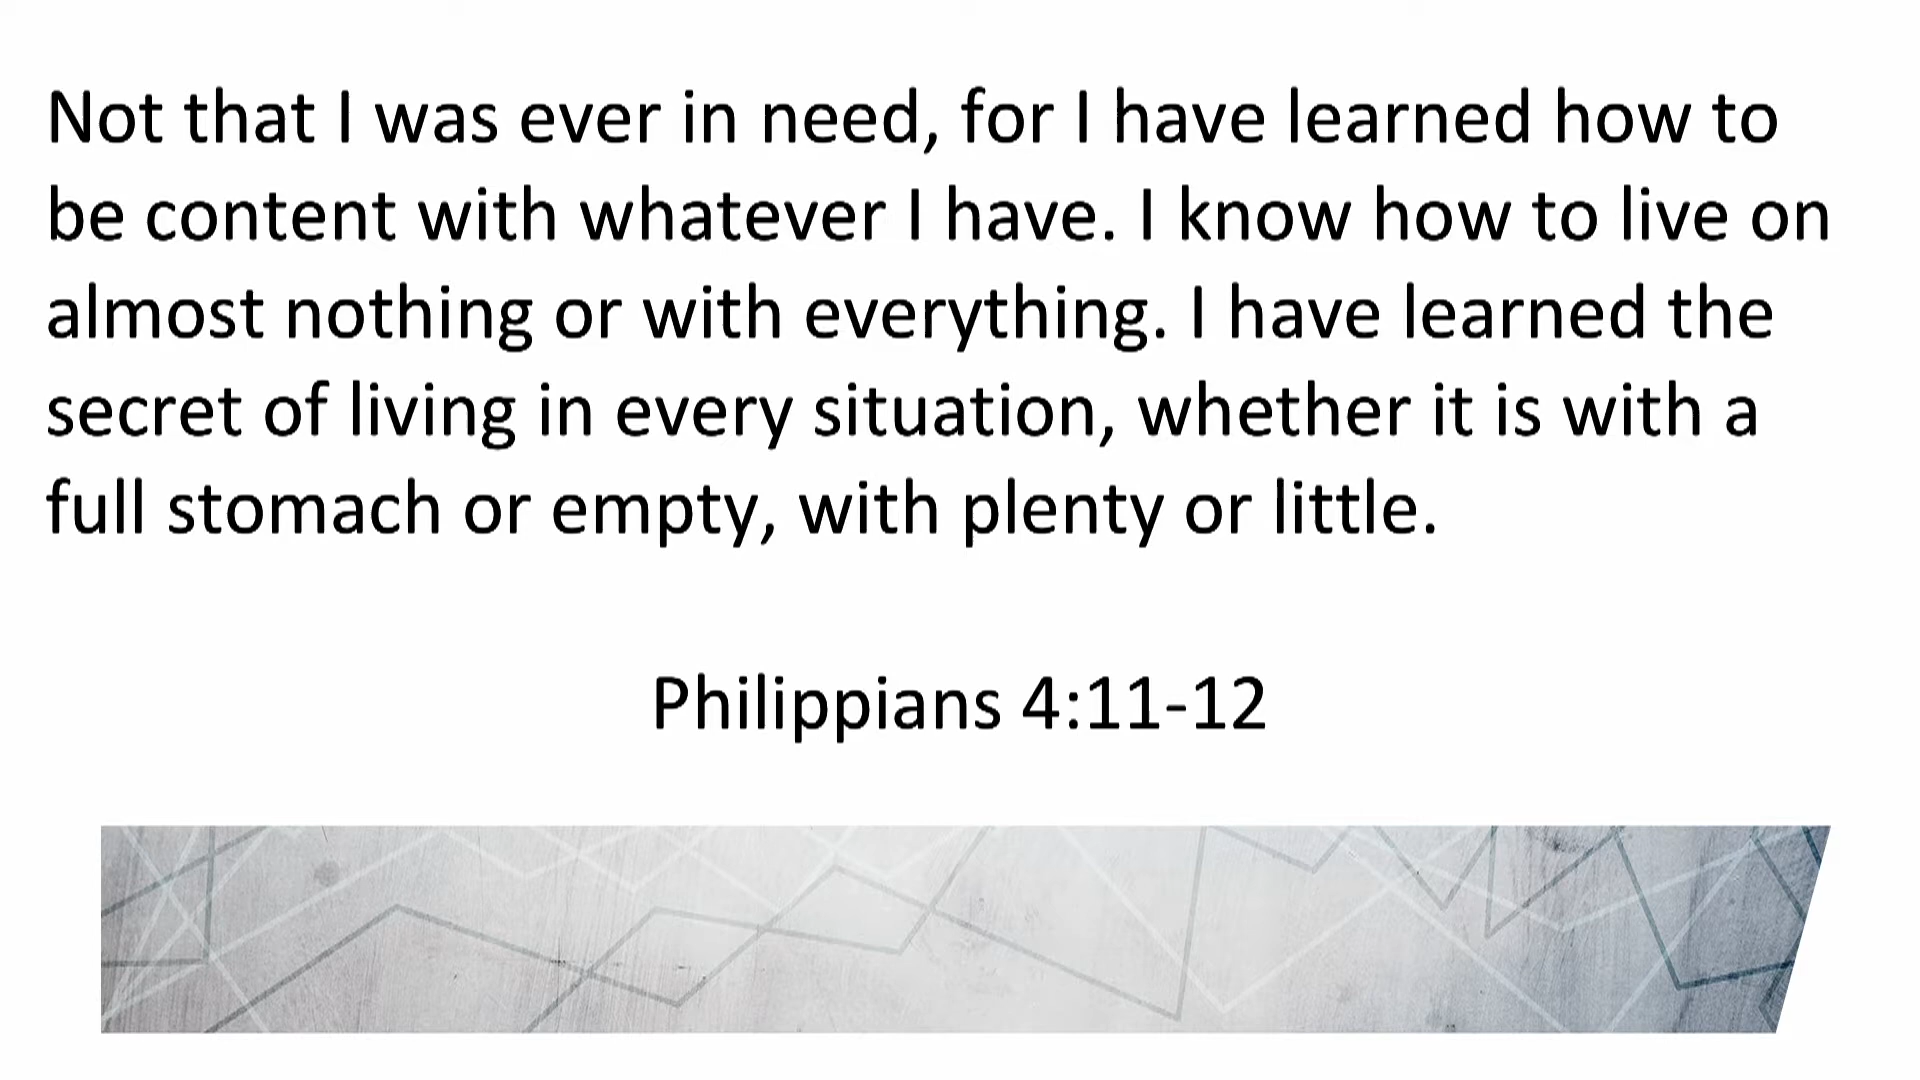 Not that I was ever in need, for I have learned how to
be content with whatever I have. I know how to live on
almost nothing or with everything. I have learned the
secret of living in every situation, whether it is with a
full stomach or empty, with plenty or little.
Philippians 4:11-12